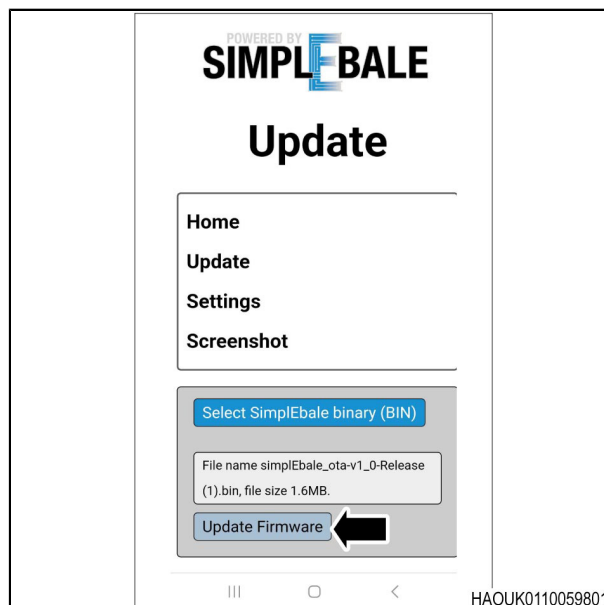 POWERED BY
SIMPLEBALE
Update
Home
Update
Settings
Screenshot
Select SimplEbale binary (BIN)
File name simplEbale_ota-v1_0-Release
(1).bin, file size 1.6MB.
Update Firmware
HAOUK0110059801